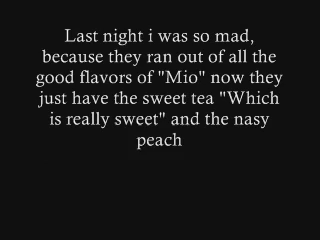 Last night i was so mad,
because they ran out of all the
good flavors of "Mio" now they
just have the sweet tea "Which
is really sweet" and the nasy
peach